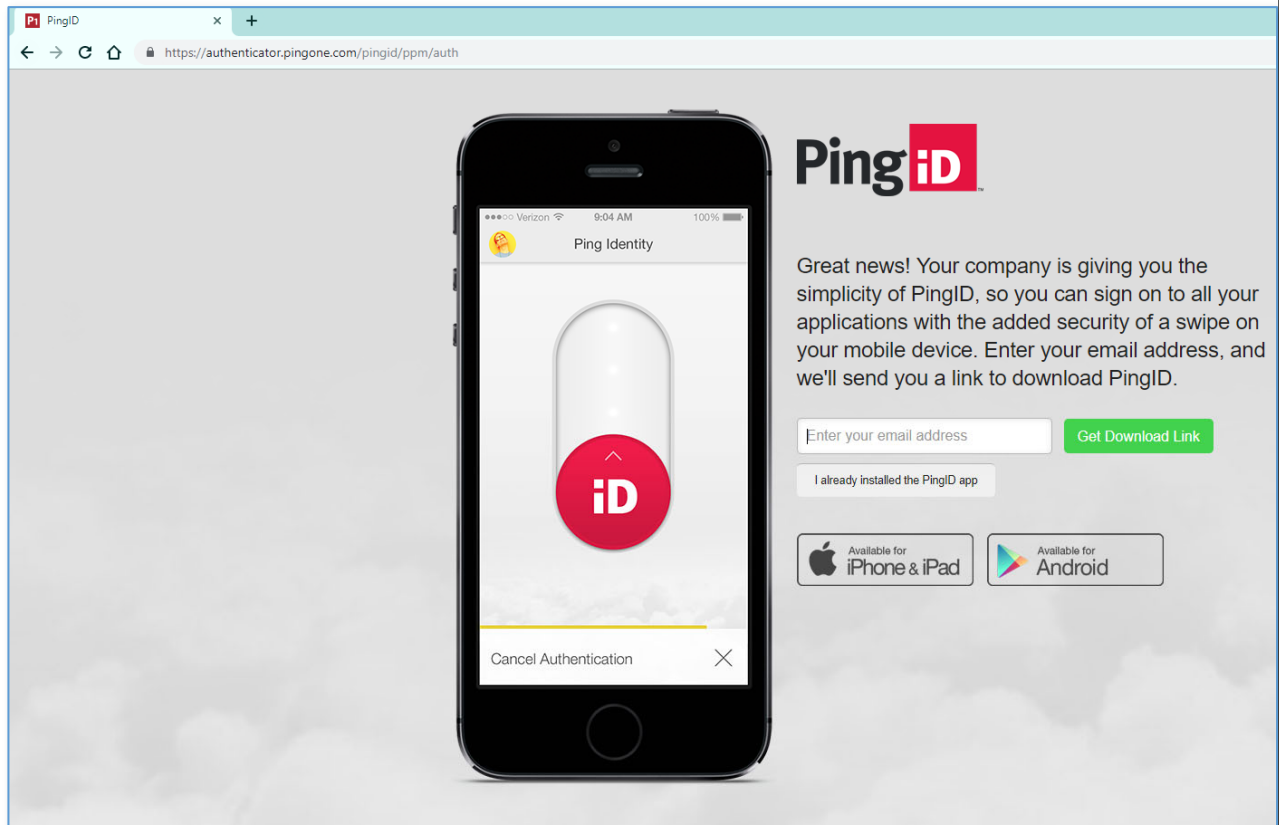 PingID
https://authenticator.pingone.com/pingid/ppm/auth
Verizon 9:04 AM 100%
Ping Identity
iD
Cancel Authentication
Ping iD™
Great news! Your company is giving you the
simplicity of PingID, so you can sign on to all your
applications with the added security of a swipe on
your mobile device. Enter your email address, and
we'll send you a link to download PingID.
Enter your email address
Get Download Link
I already installed the PingID app
Available for
iPhone & iPad
Available for
Android